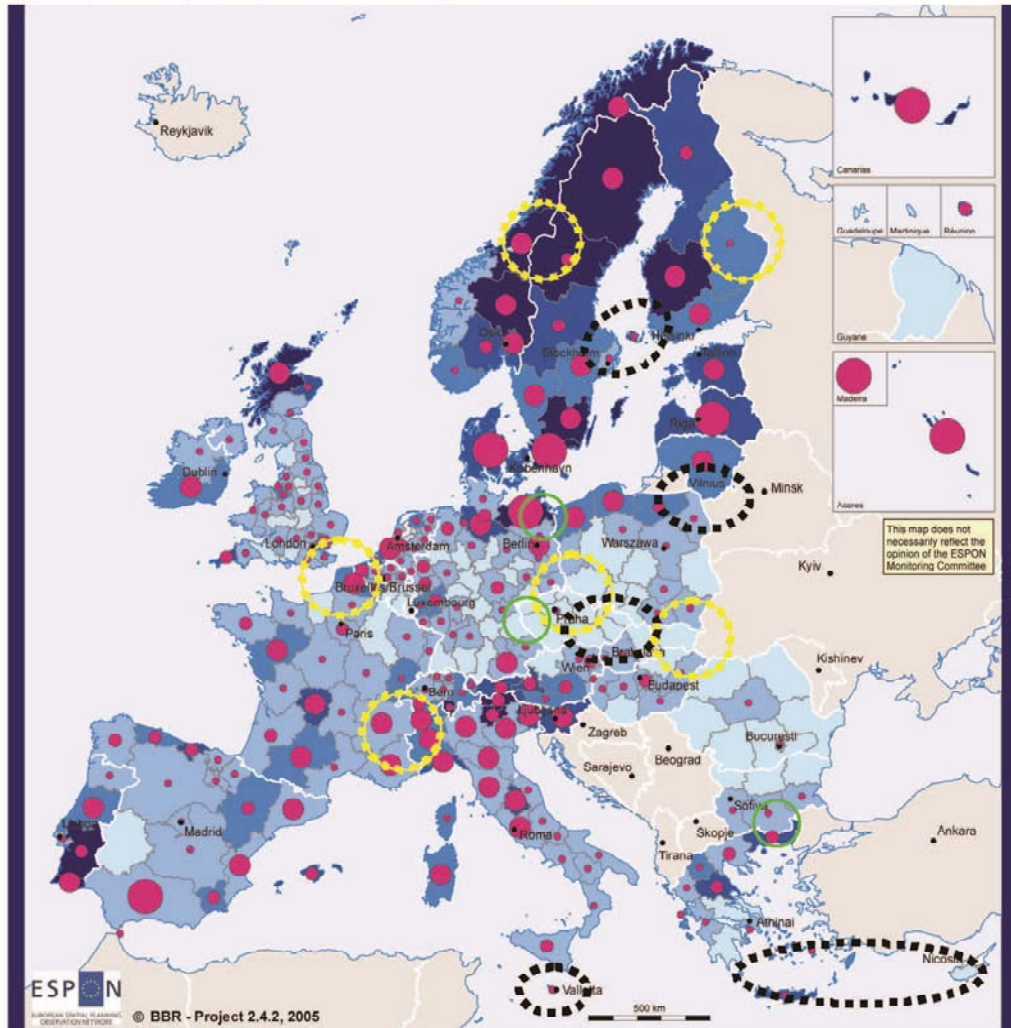 Reykjavik
Canarias
Guadeloupe
Martinique
Réunion
Guyane
Madeira
Helsinki
Stockholm
Tallinn
Riga
København
Vilnius
Minsk
Dublin
London
Amsterdam
Berlin
Warszawa
This map does not
necessarily reflect the
opinion of the ESPON
Monitoring Committee
Kyiv
Bruxelles/Brussel
Luxembourg
Praha
Paris
Wien
Kishinev
Bern
Budapest
Ljubljana
Zagreb
Bucuresti
Beograd
Sarajevo
Sofiya
Skopje
Ankara
Lisboa
Madrid
Roma
Tirana
Athinai
Nicosia
Valletta
500 km
ESPON
EUROPEAN SPATIAL PLANNING
OBSERVATION NETWORK
© BBR - Project 2.4.2, 2005